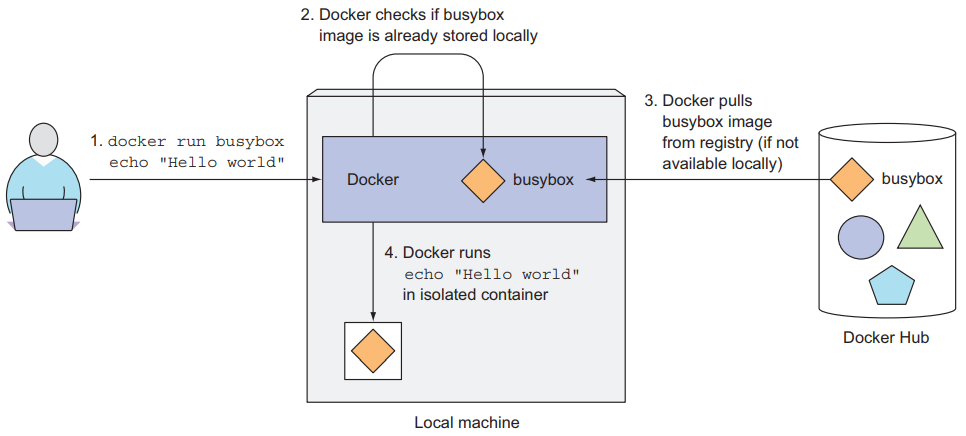 2. Docker checks if busybox
image is already stored locally
1. docker run busybox
echo "Hello world"
3. Docker pulls
busybox image
from registry (if not
available locally)
Docker
busybox
busybox
4. Docker runs
echo "Hello world"
in isolated container
Docker Hub
Local machine